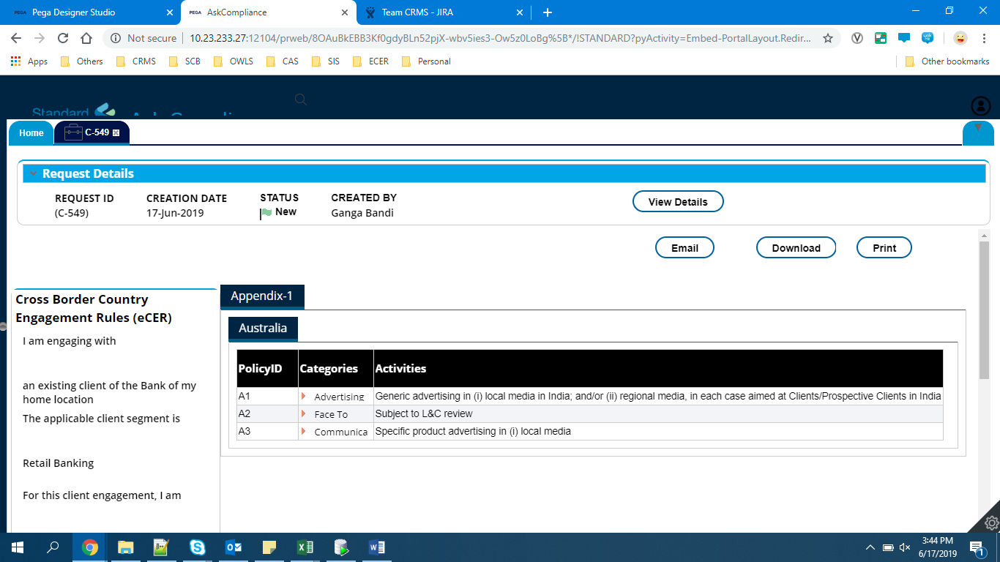 PEGA Pega Designer Studio
PEGA AskCompliance
Team CRMS - JIRA
Not secure
10.23.233.27:12104/prweb/8OAuBkEBB3Kf0gdyBLn52pjX-wbv5ies3-Ow5z0LoBg%5B*/!STANDARD?pyActivity=Embed-PortalLayout.Redir...
Apps Others CRMS SCB OWLS CAS SIS ECER Personal Other bookmarks
Standard
Home
C-549
Request Details
REQUEST ID CREATION DATE STATUS CREATED BY
(C-549) 17-Jun-2019 New Ganga Bandi
View Details
Email Download Print
Cross Border Country
Engagement Rules (eCER)
I am engaging with
an existing client of the Bank of my
home location
The applicable client segment is
Retail Banking
For this client engagement, I am
Appendix-1
Australia
PolicyID Categories Activities
A1 Advertising Generic advertising in (i) local media in India; and/or (ii) regional media, in each case aimed at Clients/Prospective Clients in India
A2 Face To Subject to L&C review
A3 Communica Specific product advertising in (i) local media
3:44 PM
6/17/2019
1